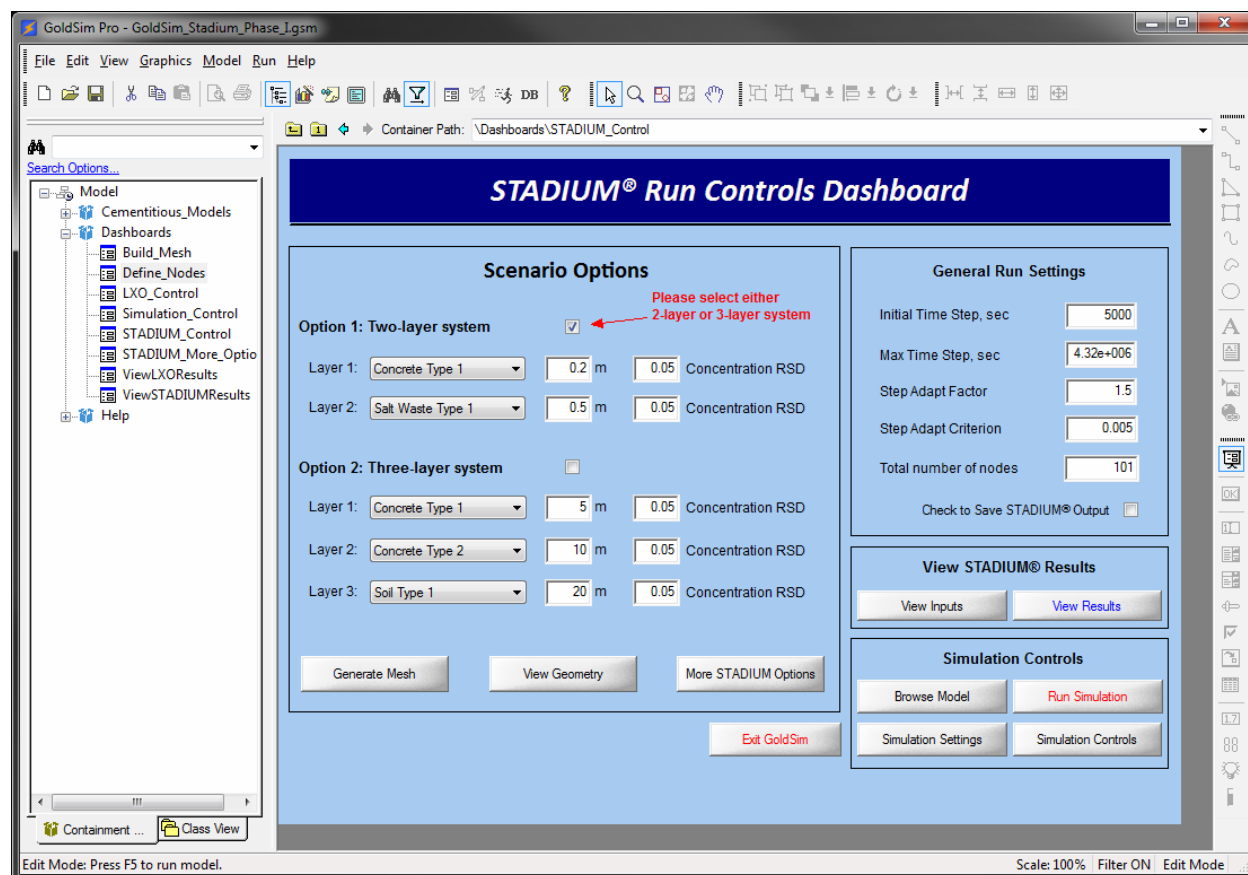 GoldSim Pro - GoldSim_Stadium_Phase_I.gsm
File Edit View Graphics Model Run Help
DB
Container Path: \Dashboards\STADIUM_Control
Search Options...
Model
Cementitious_Models
Dashboards
Build_Mesh
Define_Nodes
LXO_Control
Simulation_Control
STADIUM_Control
STADIUM_More_Optio
ViewLXOResults
ViewSTADIUMResults
Help
Containment ... Class View
STADIUM® Run Controls Dashboard
Scenario Options
Please select either
2-layer or 3-layer system
Option 1: Two-layer system
Layer 1: Concrete Type 1 0.2 m 0.05 Concentration RSD
Layer 2: Salt Waste Type 1 0.5 m 0.05 Concentration RSD
Option 2: Three-layer system
Layer 1: Concrete Type 1 5 m 0.05 Concentration RSD
Layer 2: Concrete Type 2 10 m 0.05 Concentration RSD
Layer 3: Soil Type 1 20 m 0.05 Concentration RSD
Generate Mesh View Geometry More STADIUM Options
Exit GoldSim
General Run Settings
Initial Time Step, sec 5000
Max Time Step, sec 4.32e+006
Step Adapt Factor 1.5
Step Adapt Criterion 0.005
Total number of nodes 101
Check to Save STADIUM® Output
View STADIUM® Results
View Inputs View Results
Simulation Controls
Browse Model Run Simulation
Simulation Settings Simulation Controls
A
OK
1.7
88
Edit Mode: Press F5 to run model. Scale: 100% Filter ON Edit Mode